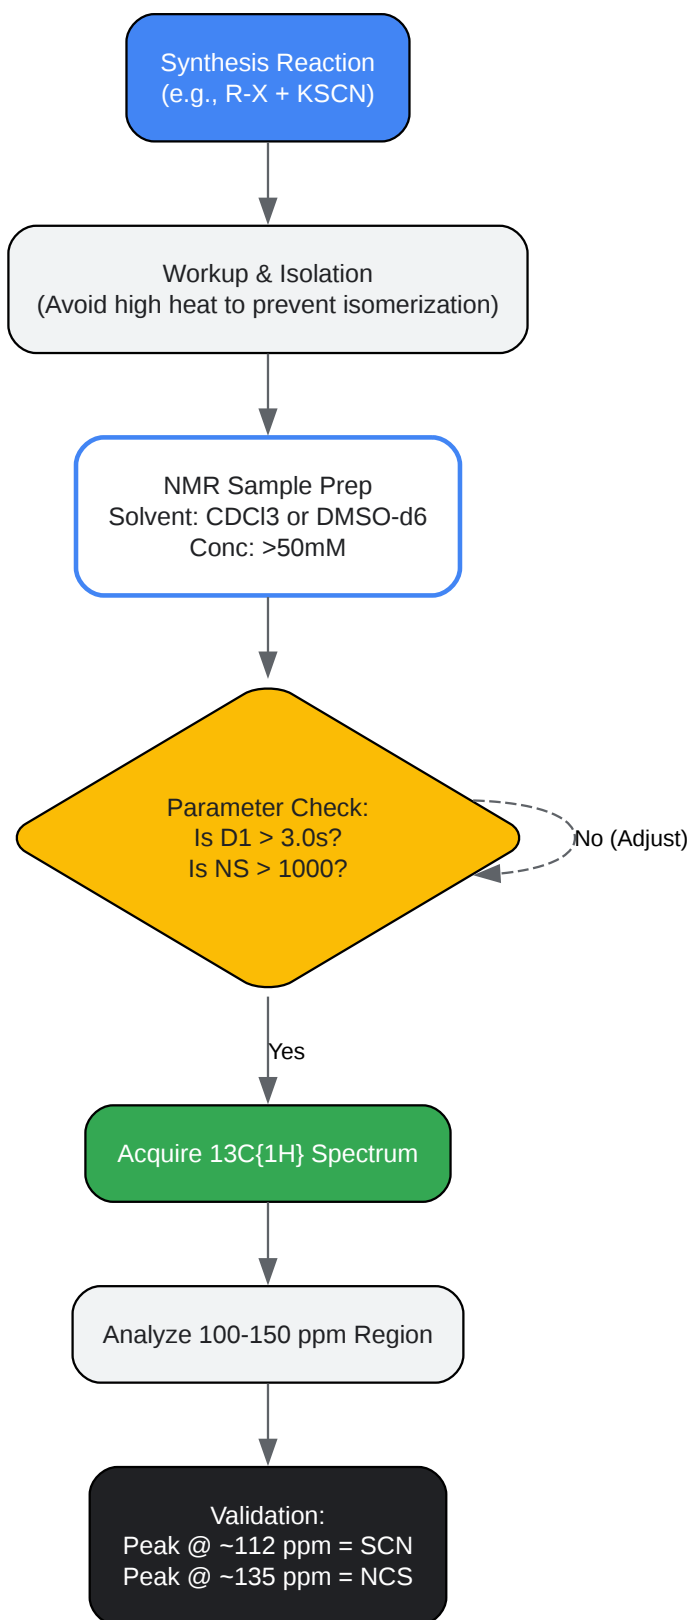 Synthesis Reaction
(e.g., R-X + KSCN)
Workup & Isolation
(Avoid high heat to prevent isomerization)
NMR Sample Prep
Solvent: CDCl3 or DMSO-d6
Conc: >50mM
Parameter Check:
Is D1 > 3.0s?
Is NS > 1000?
No (Adjust)
Yes
Acquire 13C{1H} Spectrum
Analyze 100-150 ppm Region
Validation:
Peak @ ~112 ppm = SCN
Peak @ ~135 ppm = NCS